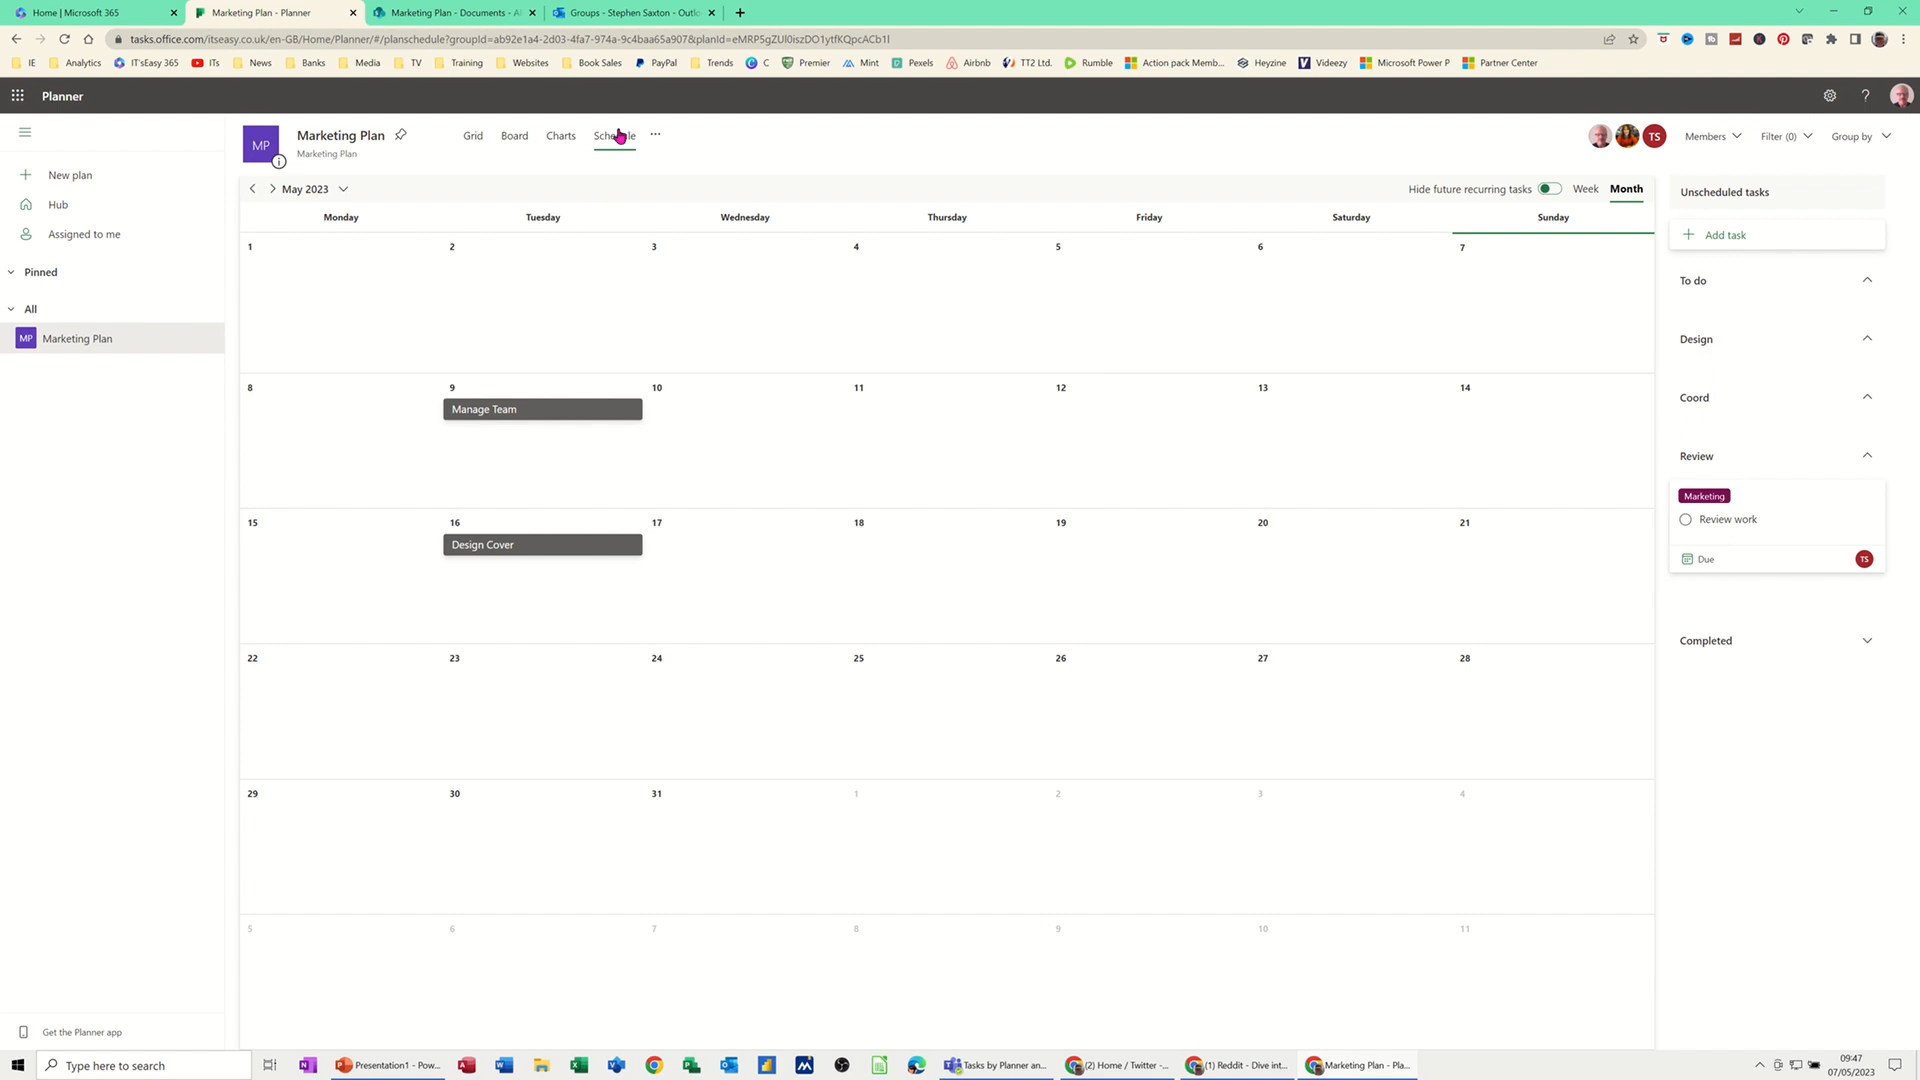 Home | Microsoft 365
Marketing Plan - Planner
Marketing Plan - Documents - Al
Groups - Stephen Saxton - Outlo
tasks.office.com/itseasy.co.uk/en-GB/Home/Planner/#/planschedule?groupId=ab92e1a4-2d03-4fa7-974a-9c4baa65a907&planId=eMRP5gZUl0iszDO1ytfKQpcACb1l
IE Analytics IT'sEasy 365 ITs News Banks Media TV Training Websites Book Sales PayPal Trends C Premier Mint Pexels Airbnb TT2 Ltd. Rumble Action pack Memb... Heyzine Videezy Microsoft Power P Partner Center
Planner
MP
Marketing Plan
Marketing Plan
Grid Board Charts Schedule ...
TS
Members
Filter (0)
Group by
New plan
Hub
Assigned to me
Pinned
All
MP Marketing Plan
Get the Planner app
May 2023
Hide future recurring tasks
Week Month
Monday Tuesday Wednesday Thursday Friday Saturday Sunday
1 2 3 4 5 6 7
8 9 10 11 12 13 14
Manage Team
15 16 17 18 19 20 21
Design Cover
22 23 24 25 26 27 28
29 30 31 1 2 3 4
5 6 7 8 9 10 11
Unscheduled tasks
Add task
To do
Design
Coord
Review
Marketing
Review work
Due
TS
Completed
Type here to search
Presentation1 - Pow...
Tasks by Planner an...
(2) Home / Twitter -...
(1) Reddit - Dive int...
Marketing Plan - Pla...
09:47
07/05/2023